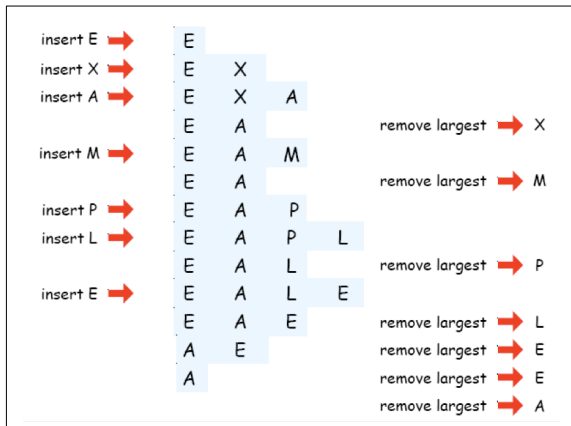 insert E E
insert X E X
insert A E X A
E A remove largest X
insert M E A M
E A remove largest M
insert P E A P
insert L E A P L
E A L remove largest P
insert E E A L E
E A E remove largest L
A E remove largest E
A remove largest E
remove largest A